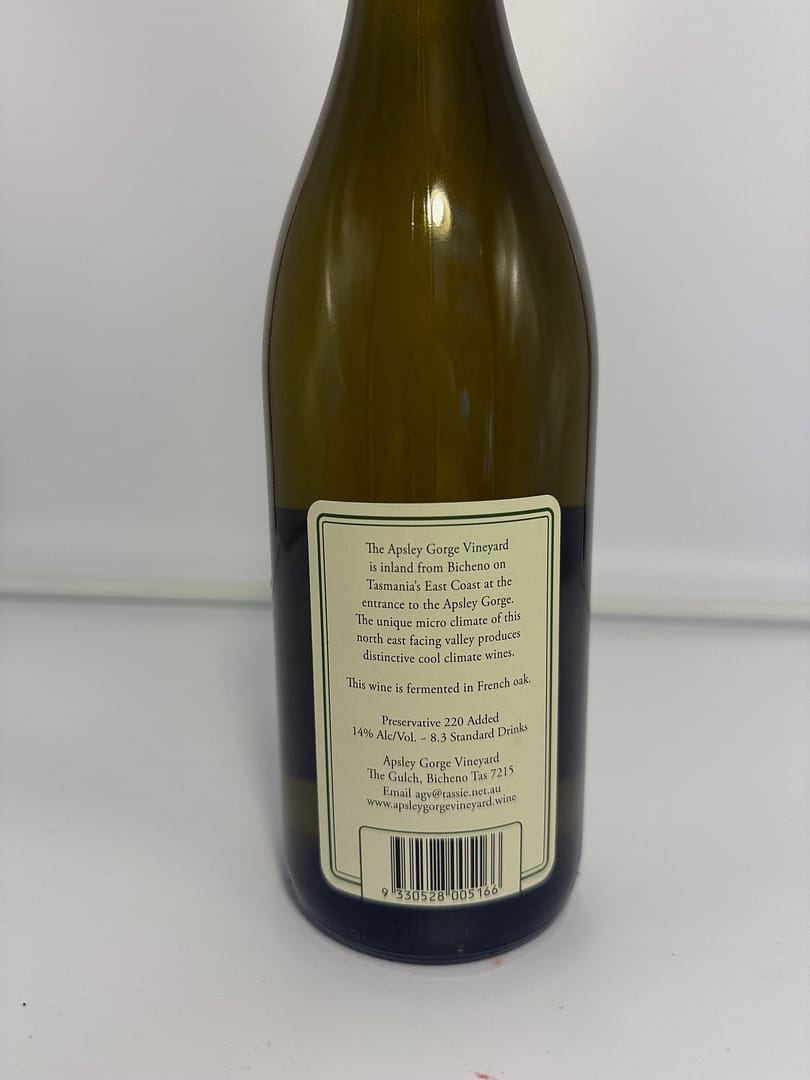 The Apsley Gorge Vineyard
is inland from Bicheno on
Tasmania's East Coast at the
entrance to the Apsley Gorge.
The unique micro climate of this
north east facing valley produces
distinctive cool climate wines.
This wine is fermented in French oak.
Preservative 220 Added
14% Alc/Vol. ~ 8.3 Standard Drinks
Apsley Gorge Vineyard
The Gulch, Bicheno Tas 7215
Email agv@tassie.net.au
www.apsleygorgevineyard.wine
9 330528 005166